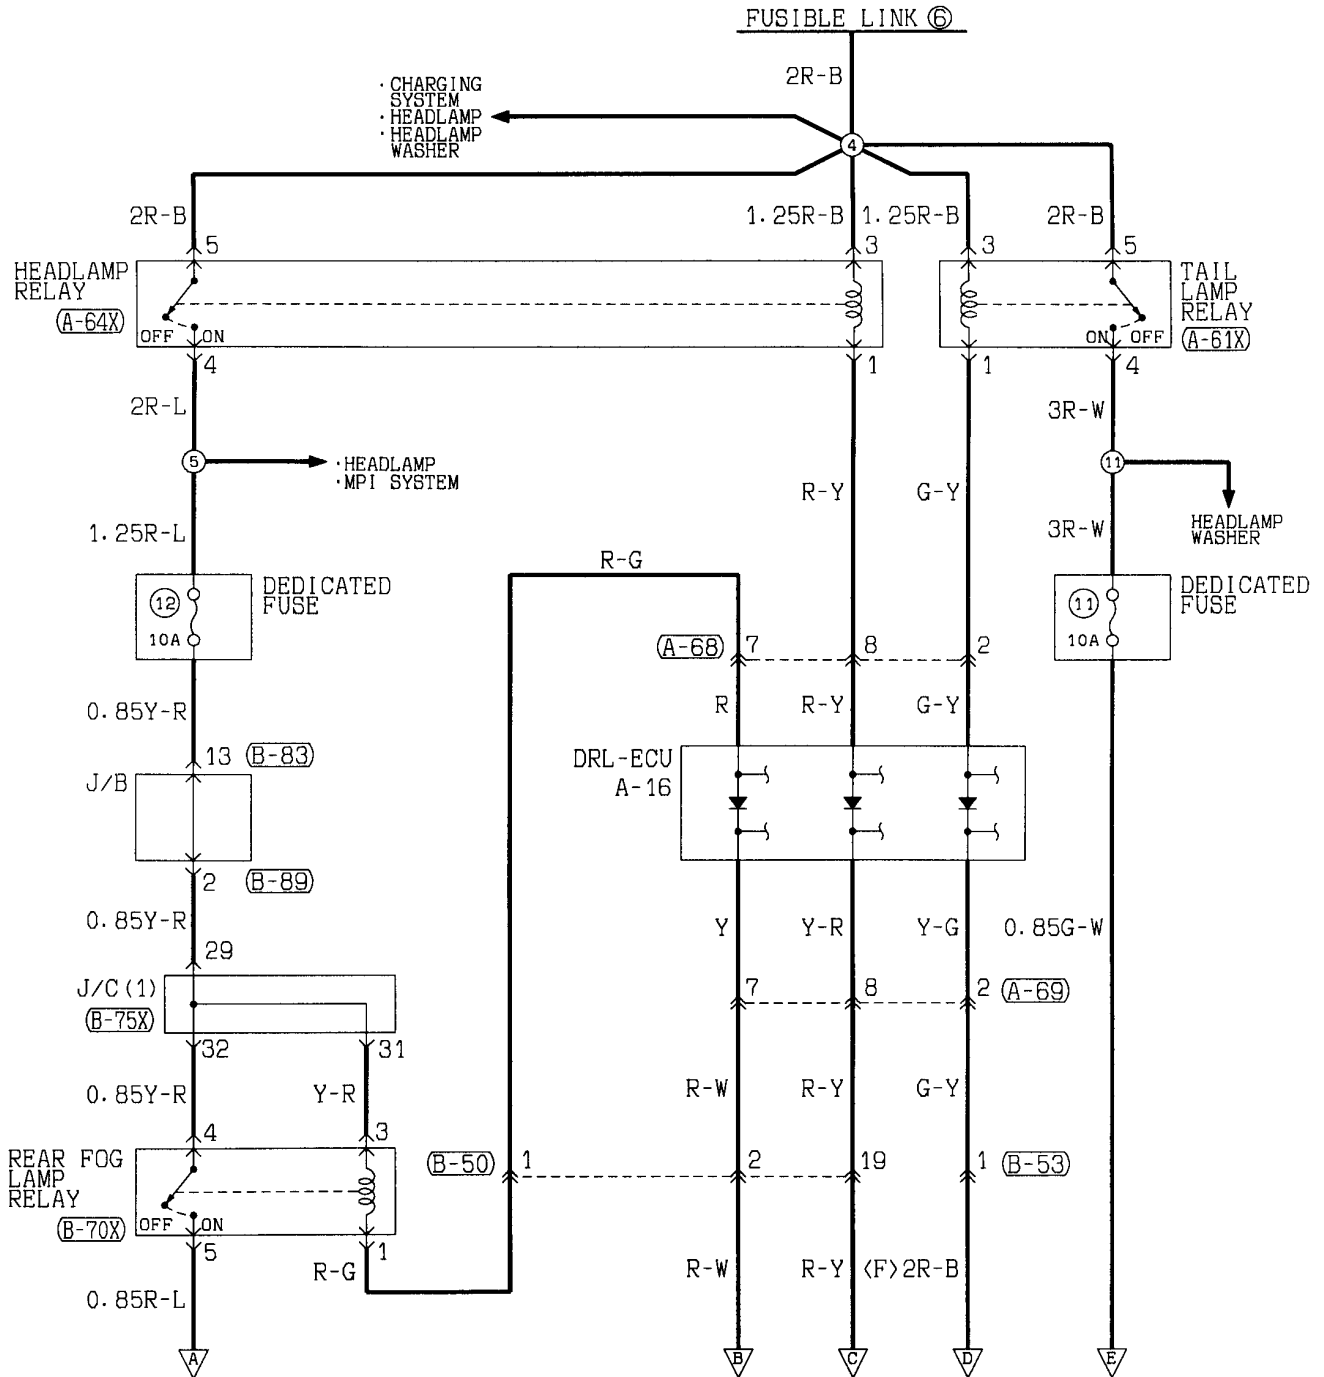 FUSIBLE LINK ⑥
2R-B
·CHARGING
SYSTEM
·HEADLAMP
·HEADLAMP
WASHER
4
2R-B
1.25R-B
1.25R-B
2R-B
5
3
3
5
HEADLAMP
RELAY
A-64X
OFF
ON
TAIL
LAMP
RELAY
A-61X
ON
OFF
4
1
1
4
2R-L
3R-W
5
·HEADLAMP
·MPI SYSTEM
11
R-Y
G-Y
HEADLAMP
WASHER
1.25R-L
3R-W
R-G
12
10A
DEDICATED
FUSE
11
10A
DEDICATED
FUSE
A-68
7
8
2
0.85Y-R
R
R-Y
G-Y
13
B-83
J/B
DRL-ECU
A-16
2
B-89
0.85Y-R
Y
Y-R
Y-G
0.85G-W
29
J/C(1)
B-75X
7
8
2
A-69
32
31
0.85Y-R
Y-R
R-W
R-Y
G-Y
4
3
REAR FOG
LAMP
RELAY
B-70X
OFF
ON
B-50
1
2
19
1
B-53
5
1
R-G
R-W
R-Y
<F>2R-B
0.85R-L
A
B
C
D
E